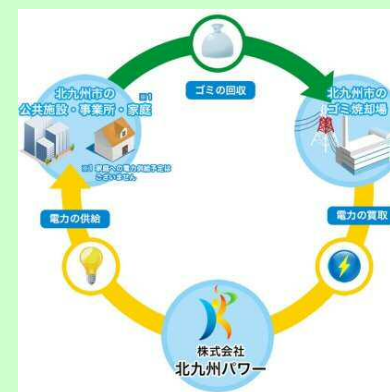 ゴミの回収
北九州市の
公共施設・事業所・家庭
※1
※1 家庭への電力供給予定は
ございません
北九州市の
ゴミ焼却場
電力の供給
電力の買取
株式会社
北九州パワー